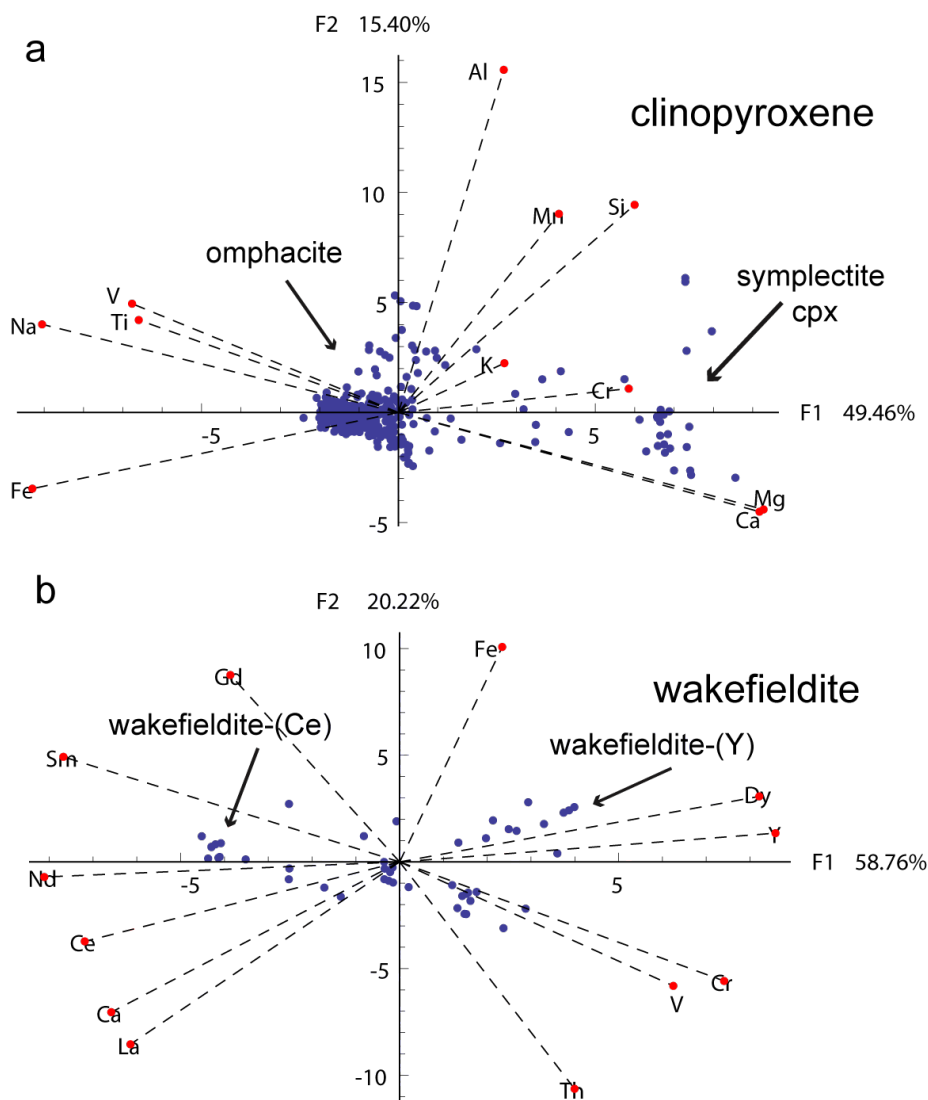 F2 15.40%
a
15
Al
clinopyroxene
10
Mn
Si
omphacite
symplectite
cpx
V
5
Na
Ti
K
Cr
-5
5
F1 49.46%
Fe
Mg
Ca
-5
b
F2 20.22%
10
Fe
Gd
wakefieldite
wakefieldite-(Ce)
wakefieldite-(Y)
Sm
5
Dy
Y
-5
5
F1 58.76%
Nd
Ce
-5
Cr
V
Ca
La
-10
Th